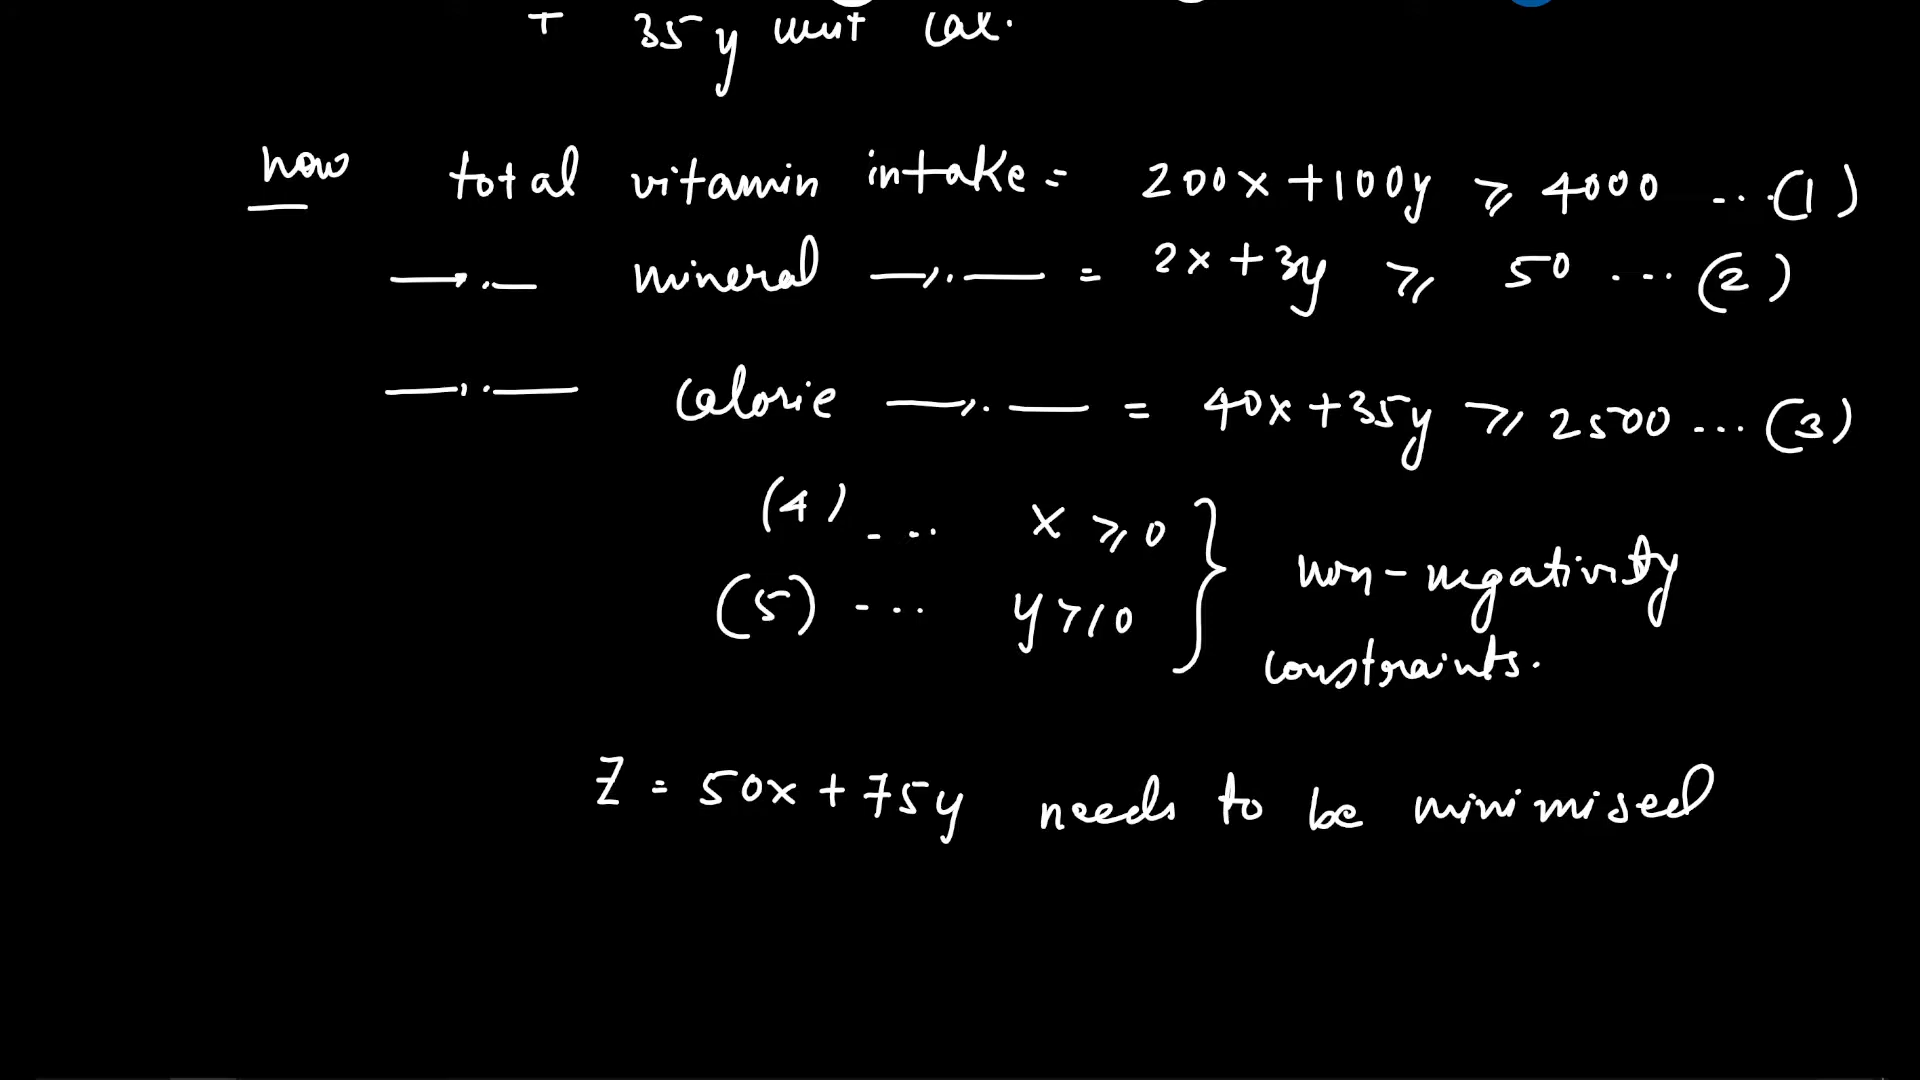 + 35y unit cal.
now total vitamin intake = 200x + 100y ⩾ 4000 ... (1)
—〃— mineral —〃— = 2x + 3y ⩾ 50 ... (2)
—〃— calorie —〃— = 40x + 35y ⩾ 2500 ... (3)
(4) ... x ⩾ 0
(5) ... y ⩾ 0 } non-negativity
constraints.
Z = 50x + 75y needs to be minimised